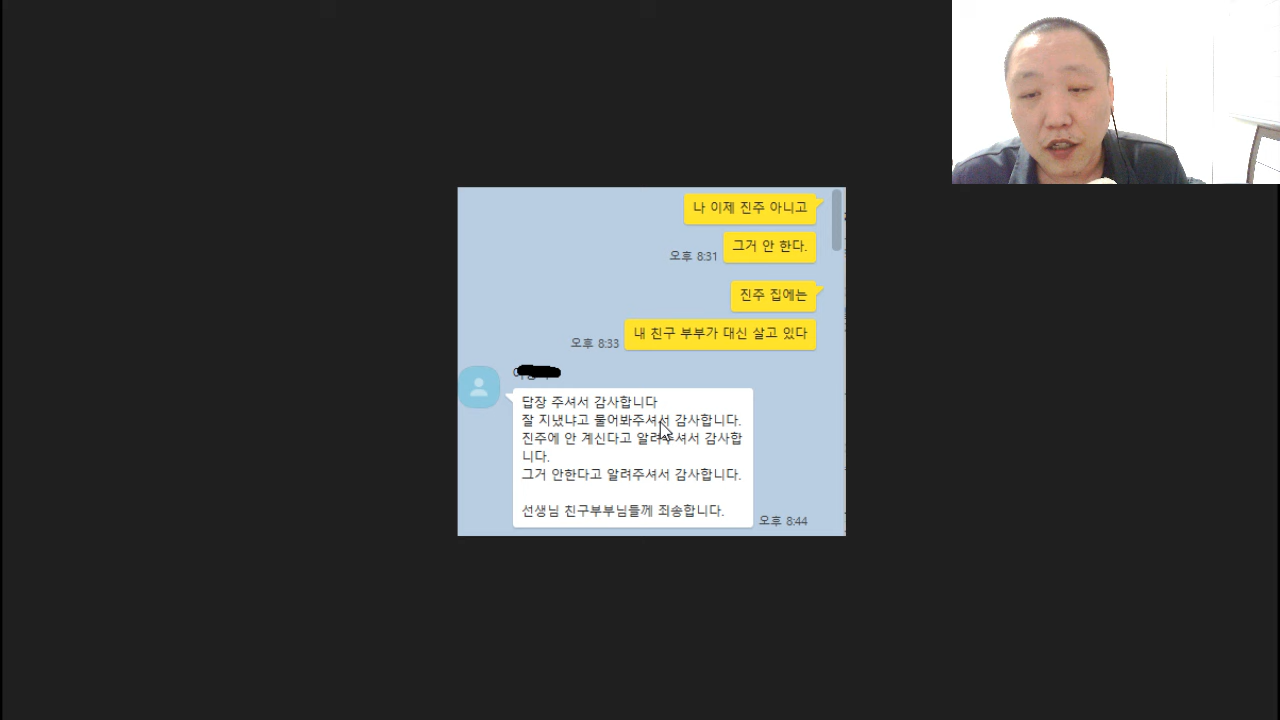 나 이제 진주 아니고
그거 안 한다.
오후 8:31
진주 집에는
내 친구 부부가 대신 살고 있다
오후 8:33
답장 주셔서 감사합니다
잘 지냈냐고 물어봐주셔서 감사합니다.
진주에 안 계신다고 알려주셔서 감사합
니다.
그거 안한다고 알려주셔서 감사합니다.
선생님 친구부부님들께 죄송합니다.
오후 8:44